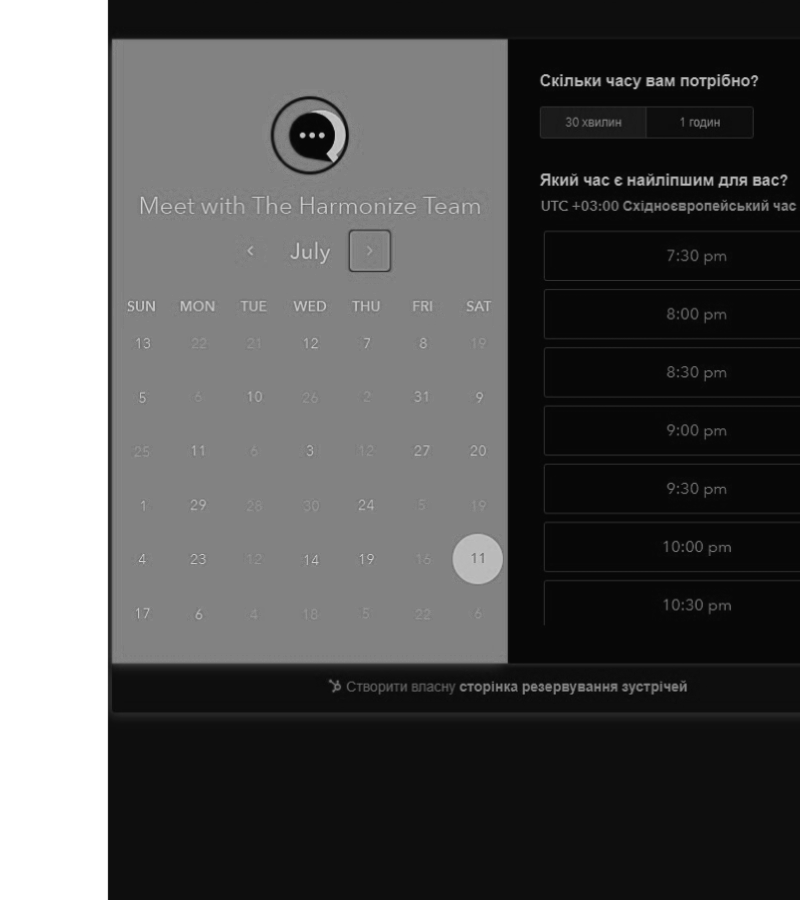 Meet with The Harmonize Team
July
SUN MON TUE WED THU FRI SAT
13 22 21 12 7 8 19
5 6 10 26 2 31 9
25 11 6 3 12 27 20
1 29 28 30 24 5 19
4 23 12 14 19 16 11
17 6 4 18 5 22 6
Скільки часу вам потрібно?
30 хвилин 1 годин
Який час є найліпшим для вас?
UTC +03:00 Східноєвропейський час
7:30 pm
8:00 pm
8:30 pm
9:00 pm
9:30 pm
10:00 pm
10:30 pm
Створити власну сторінка резервування зустрічей